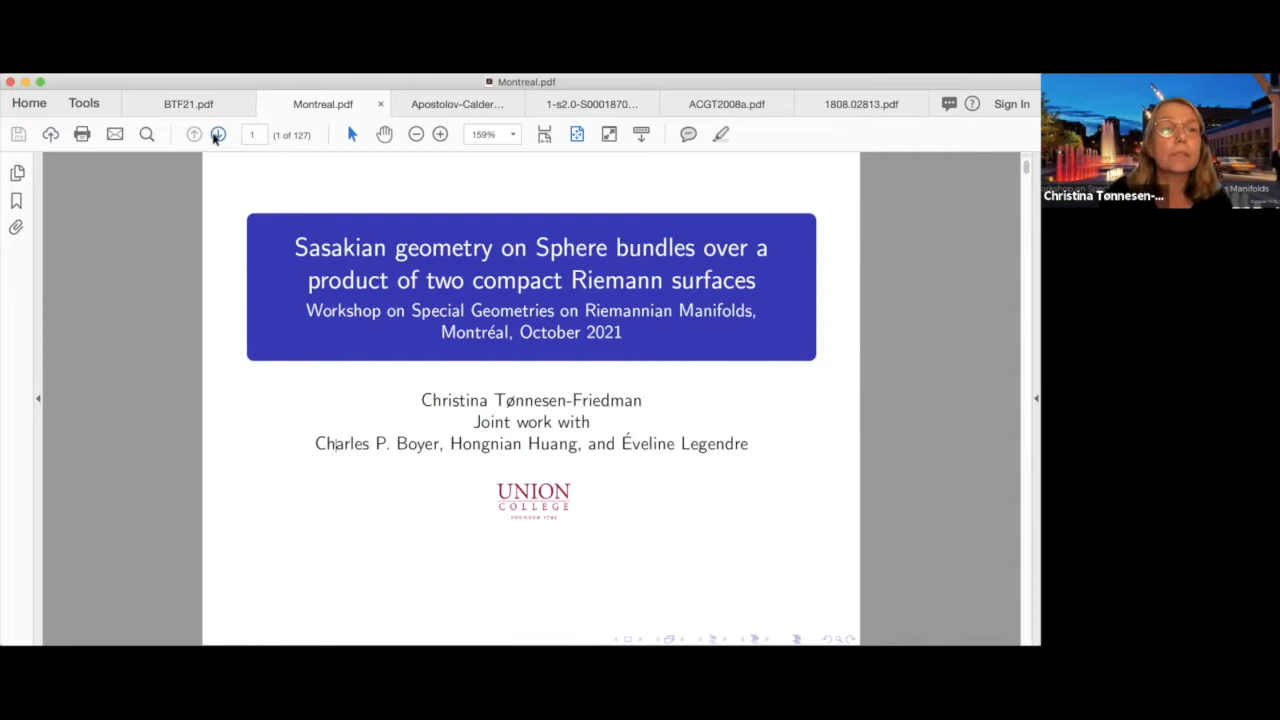 Montreal.pdf
Home
Tools
BTF21.pdf
Montreal.pdf
×
Apostolov-Calder...
1-s2.0-S0001870...
ACGT2008a.pdf
1808.02813.pdf
Sign In
1
(1 of 127)
159%
Sasakian geometry on Sphere bundles over a
product of two compact Riemann surfaces
Workshop on Special Geometries on Riemannian Manifolds,
Montréal, October 2021
Christina Tønnesen-Friedman
Joint work with
Charles P. Boyer, Hongnian Huang, and Éveline Legendre
UNION
COLLEGE
FOUNDED 1795
Manifolds
Christina Tønnesen-...